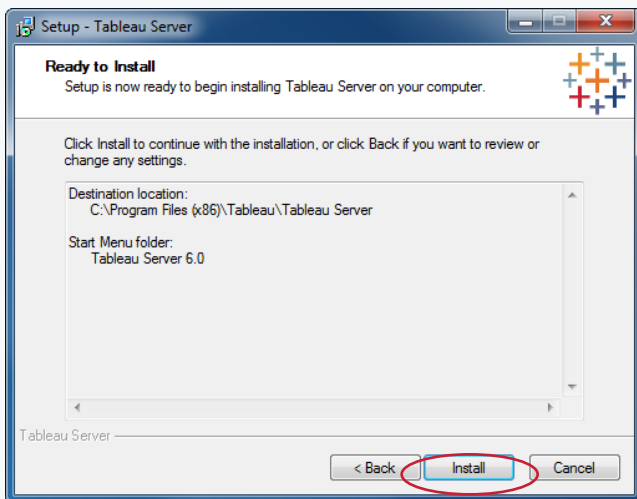 Setup - Tableau Server
Ready to Install
Setup is now ready to begin installing Tableau Server on your computer.
Click Install to continue with the installation, or click Back if you want to review or
change any settings.
Destination location:
C:\Program Files (x86)\Tableau\Tableau Server
Start Menu folder:
Tableau Server 6.0
Tableau Server
< Back
Install
Cancel